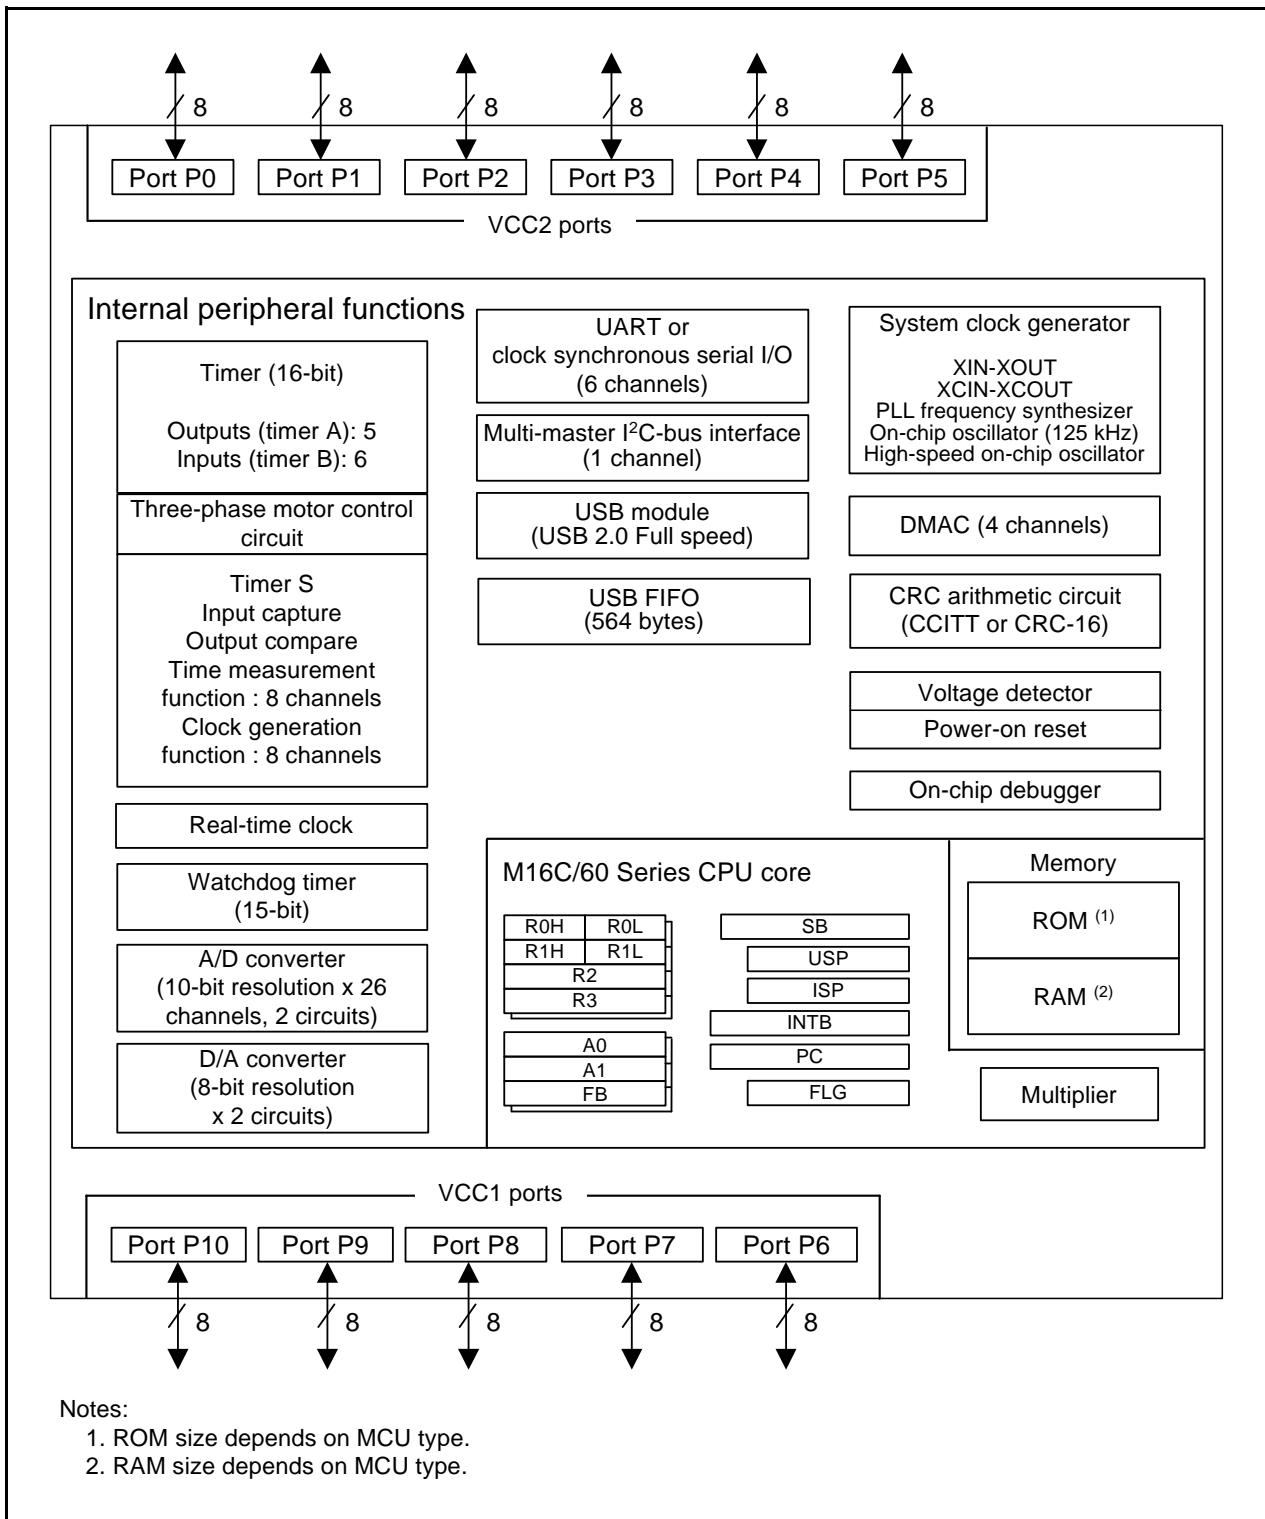 8 8 8 8 8 8
Port P0 Port P1 Port P2 Port P3 Port P4 Port P5
VCC2 ports
Internal peripheral functions
Timer (16-bit)
Outputs (timer A): 5
Inputs (timer B): 6
Three-phase motor control
circuit
Timer S
Input capture
Output compare
Time measurement
function : 8 channels
Clock generation
function : 8 channels
Real-time clock
Watchdog timer
(15-bit)
A/D converter
(10-bit resolution x 26
channels, 2 circuits)
D/A converter
(8-bit resolution
x 2 circuits)
UART or
clock synchronous serial I/O
(6 channels)
Multi-master I²C-bus interface
(1 channel)
USB module
(USB 2.0 Full speed)
USB FIFO
(564 bytes)
System clock generator
XIN-XOUT
XCIN-XCOUT
PLL frequency synthesizer
On-chip oscillator (125 kHz)
High-speed on-chip oscillator
DMAC (4 channels)
CRC arithmetic circuit
(CCITT or CRC-16)
Voltage detector
Power-on reset
On-chip debugger
M16C/60 Series CPU core
R0H R0L
R1H R1L
R2
R3
A0
A1
FB
SB
USP
ISP
INTB
PC
FLG
Memory
ROM (1)
RAM (2)
Multiplier
VCC1 ports
Port P10 Port P9 Port P8 Port P7 Port P6
8 8 8 8 8
Notes:
1. ROM size depends on MCU type.
2. RAM size depends on MCU type.